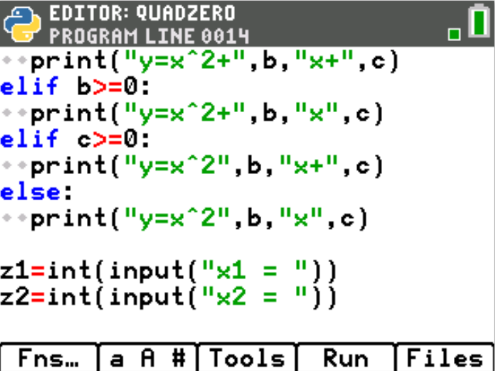 EDITOR: QUADZERO
PROGRAM LINE 0014
  print("y=x^2+",b,"x+",c)
elif b>=0:
  print("y=x^2+",b,"x",c)
elif c>=0:
  print("y=x^2",b,"x+",c)
else:
  print("y=x^2",b,"x",c)
z1=int(input("x1 = "))
z2=int(input("x2 = "))
Fns… a A # Tools Run Files